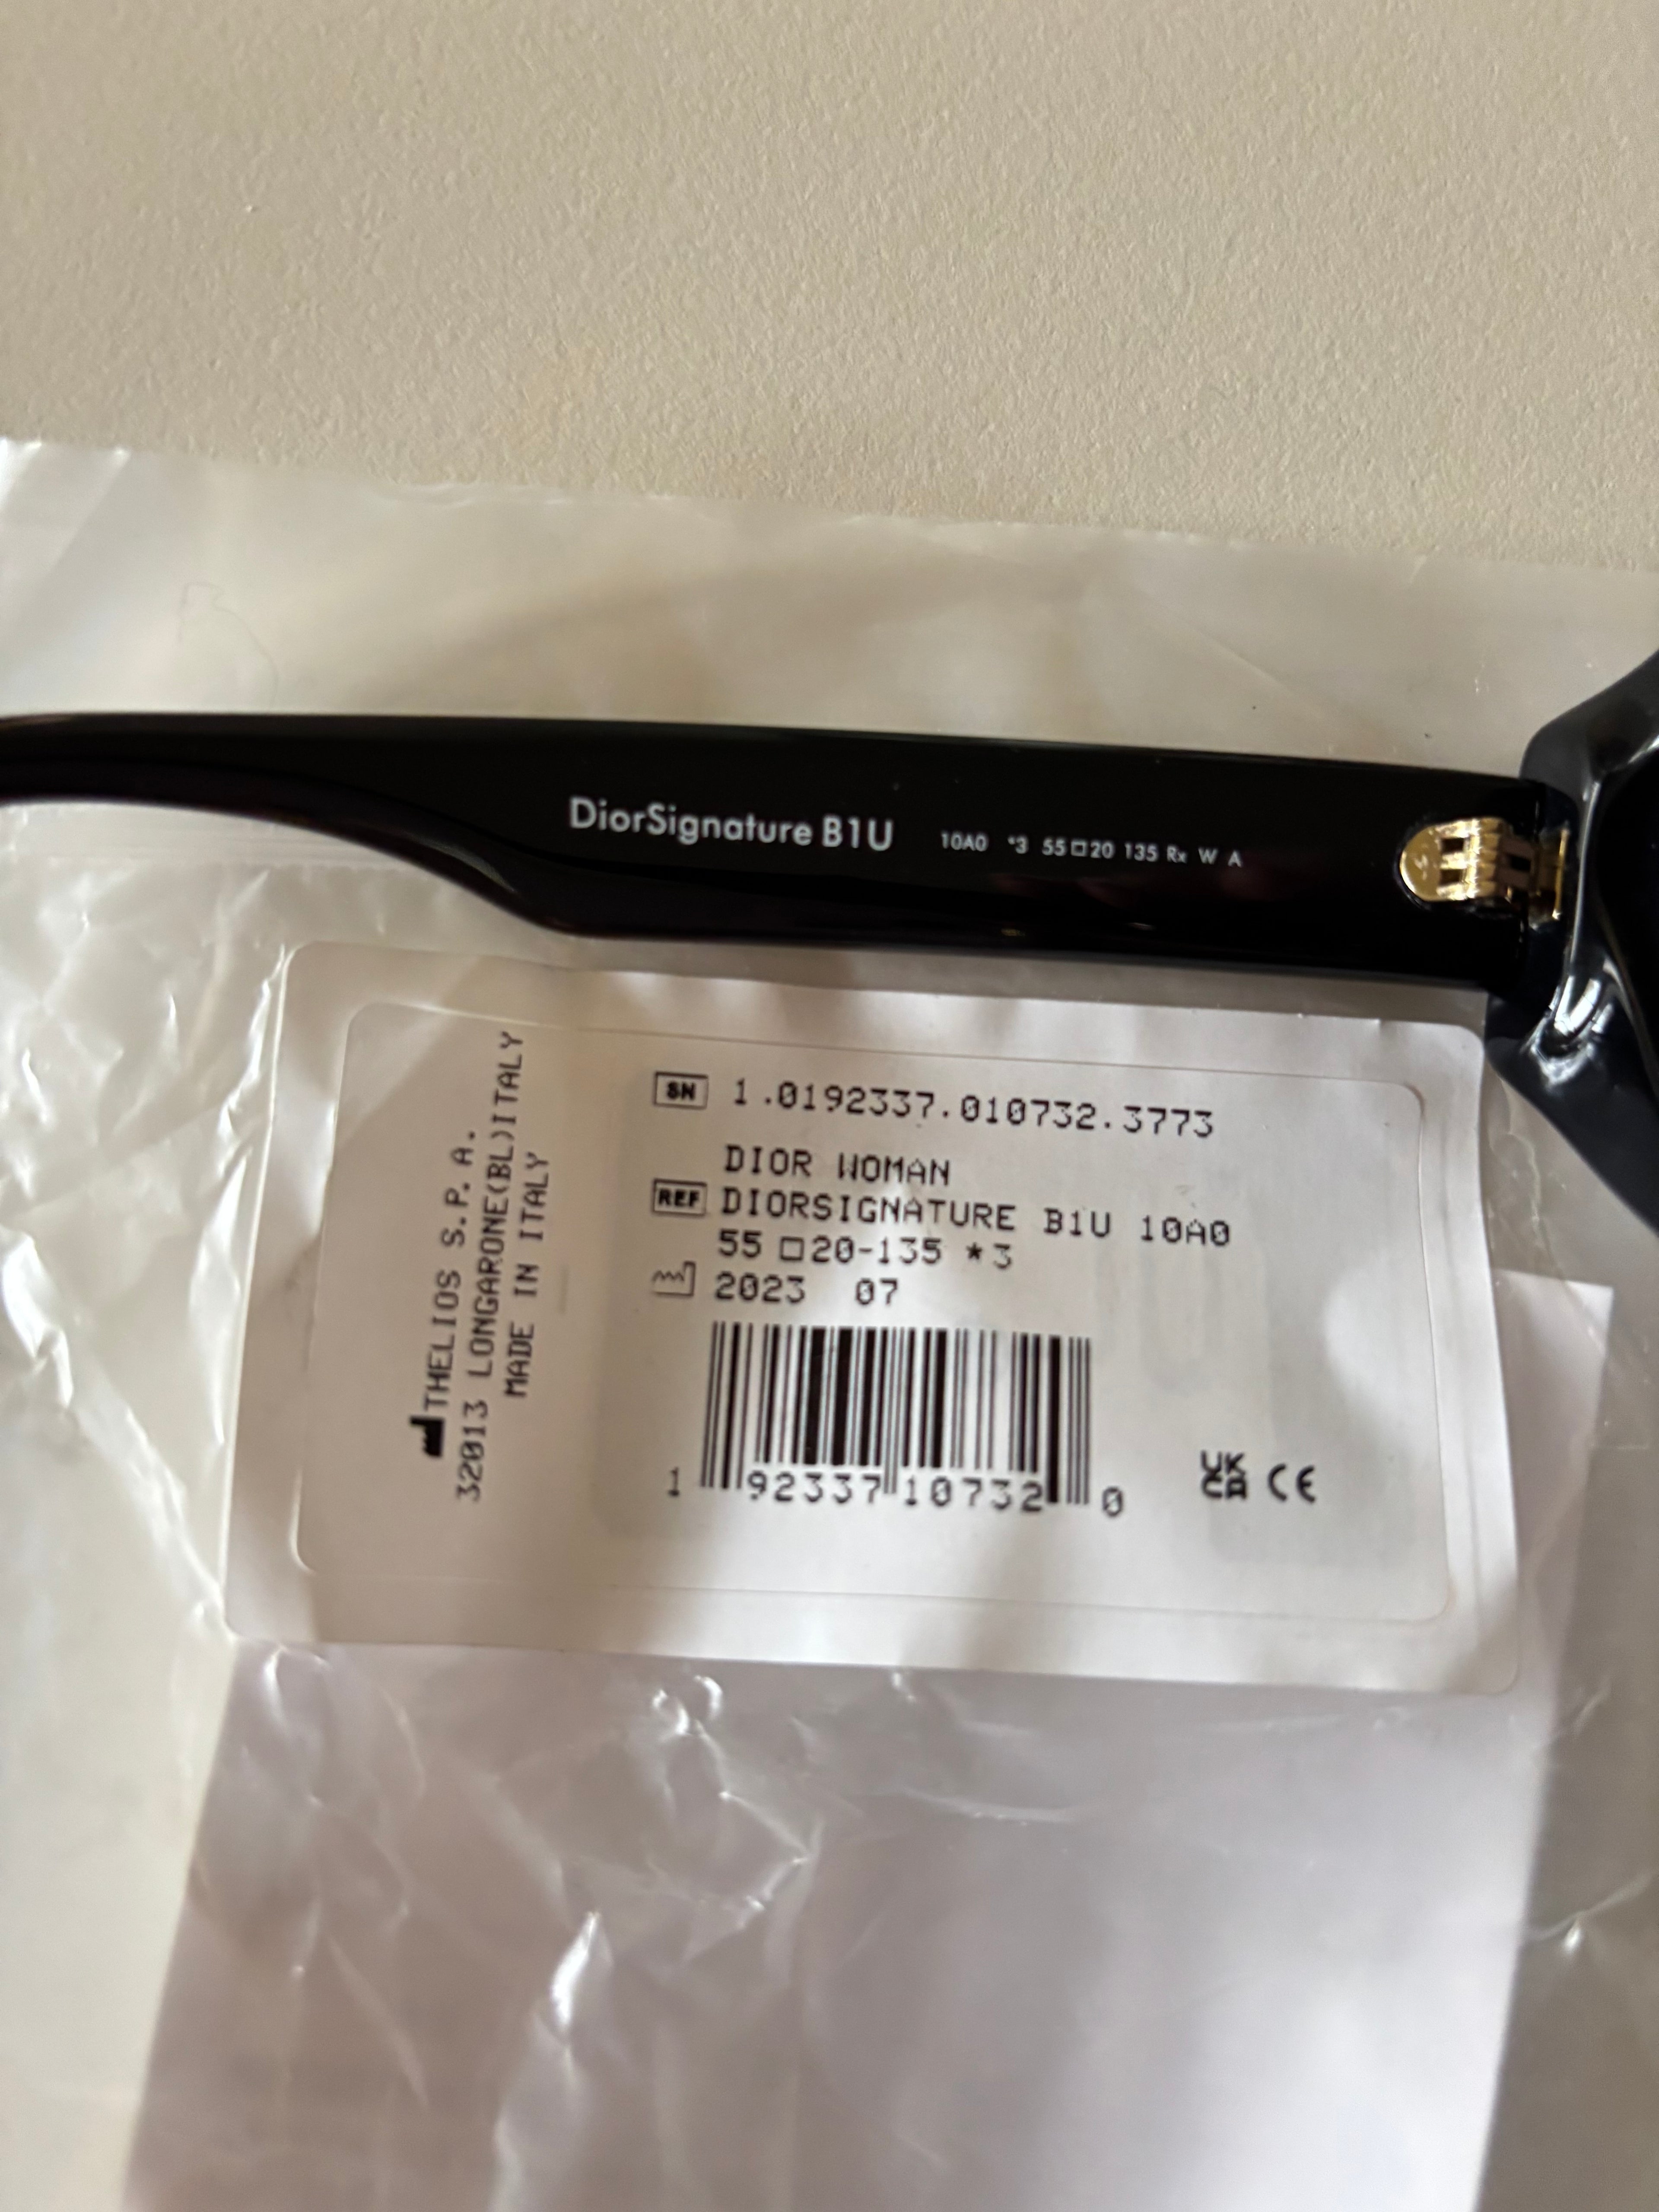 DiorSignature B1U 10A0 *3 55□20 135 Rx W A
SN 1.0192337.010732.3773
DIOR WOMAN
REF DIORSIGNATURE B1U 10A0
55 □20-135 *3
2023 07
1 92337 10732 0
UK CA CE
THELIOS S.P.A.
32013 LONGARONE(BL)ITALY
MADE IN ITALY